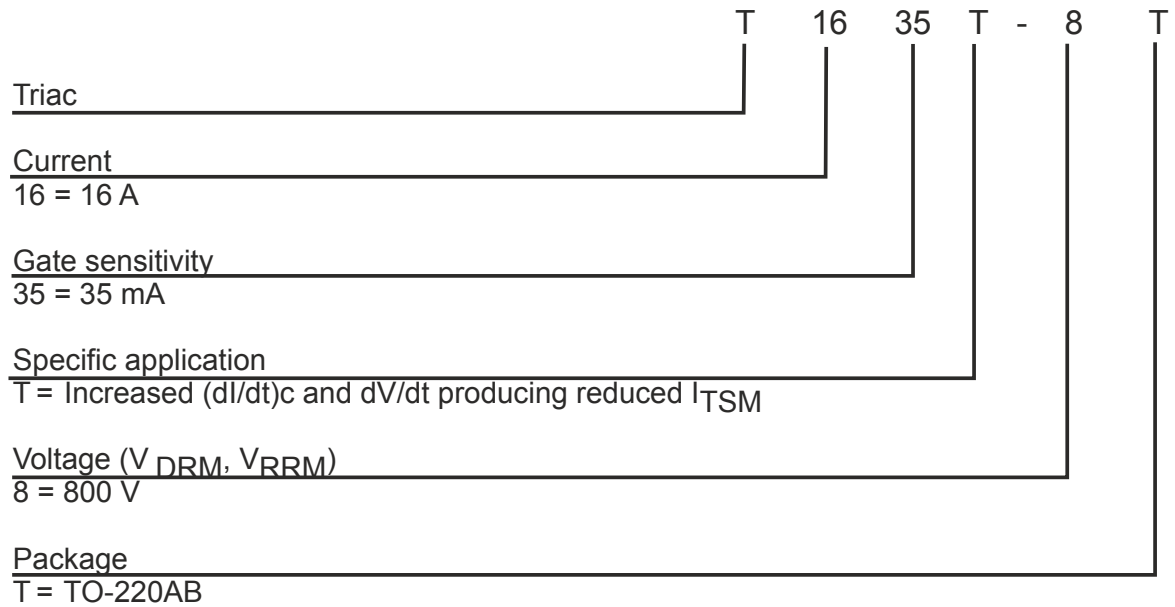 T 16 35 T - 8 T
Triac
Current
16 = 16 A
Gate sensitivity
35 = 35 mA
Specific application
T = Increased (dI/dt)c and dV/dt producing reduced ITSM
Voltage (V DRM, VRRM)
8 = 800 V
Package
T = TO-220AB